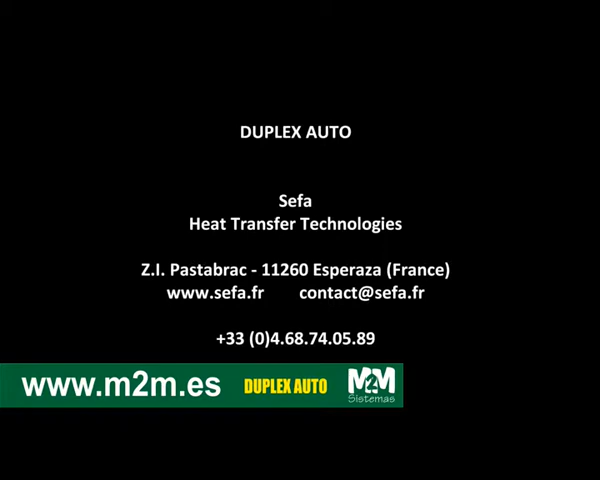 DUPLEX AUTO
Sefa
Heat Transfer Technologies
Z.I. Pastabrac - 11260 Esperaza (France)
www.sefa.fr contact@sefa.fr
+33 (0)4.68.74.05.89
www.m2m.es DUPLEX AUTO M2M
Sistemas